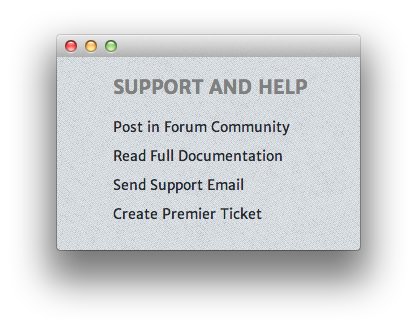 SUPPORT AND HELP
Post in Forum Community
Read Full Documentation
Send Support Email
Create Premier Ticket